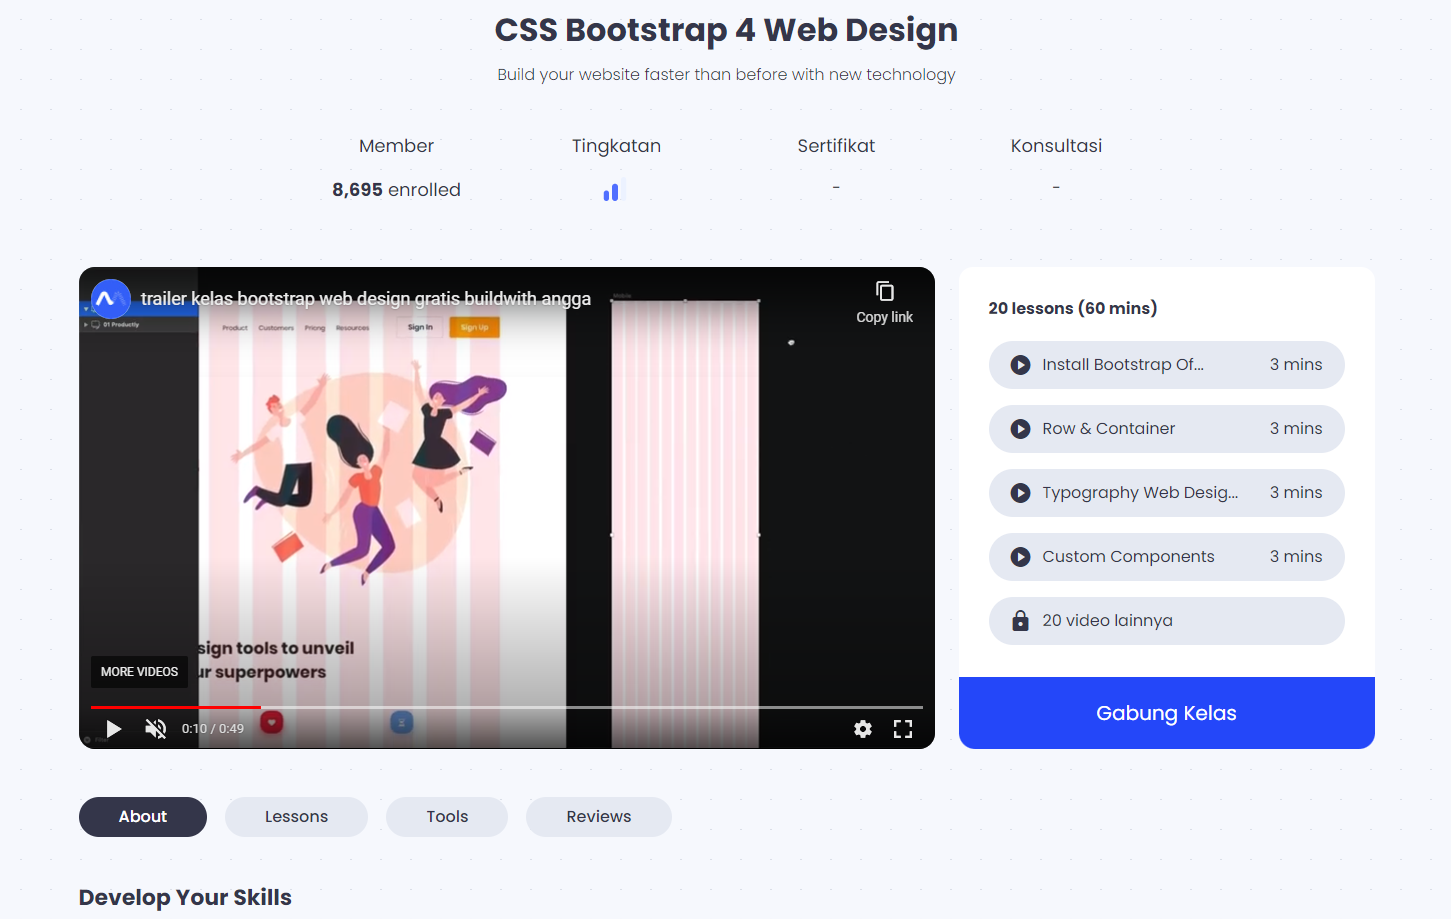 CSS Bootstrap 4 Web Design
Build your website faster than before with new technology
Member
8,695 enrolled
Tingkatan
Sertifikat
-
Konsultasi
-
trailer kelas bootstrap web design gratis buildwith angga
Copy link
01 Productly
Product Customers Pricing Resources Sign In Sign Up
Mobile
sign tools to unveil
ur superpowers
MORE VIDEOS
0:10 / 0:49
20 lessons (60 mins)
Install Bootstrap Of... 3 mins
Row & Container 3 mins
Typography Web Desig... 3 mins
Custom Components 3 mins
20 video lainnya
Gabung Kelas
About Lessons Tools Reviews
Develop Your Skills